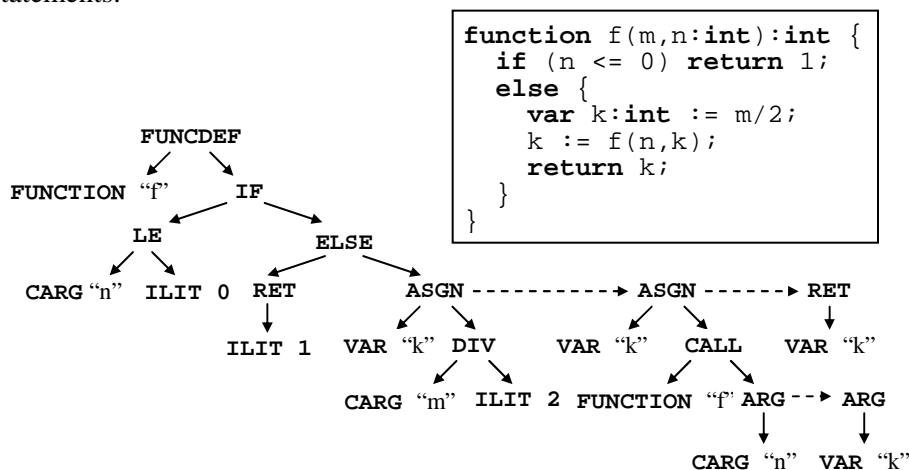 tatements.
function f(m,n:int):int {
if (n <= 0) return 1;
else {
var k:int := m/2;
k := f(n,k);
return k;
}
}
FUNCDEF
FUNCTION “f” IF
LE ELSE
CARG “n” ILIT 0 RET ASGN ASGN RET
ILIT 1 VAR “k” DIV VAR “k” CALL VAR “k”
CARG “m” ILIT 2 FUNCTION “f” ARG ARG
CARG “n” VAR “k”